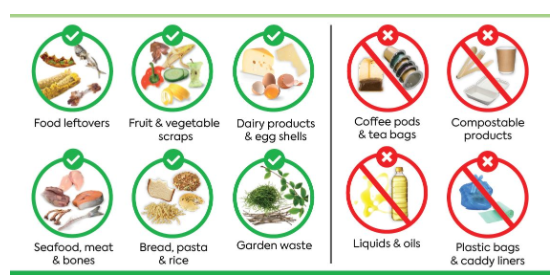 Food leftovers
Fruit & vegetable
scraps
Dairy products
& egg shells
Coffee pods
& tea bags
Compostable
products
Seafood, meat
& bones
Bread, pasta
& rice
Garden waste
Liquids & oils
Plastic bags
& caddy liners